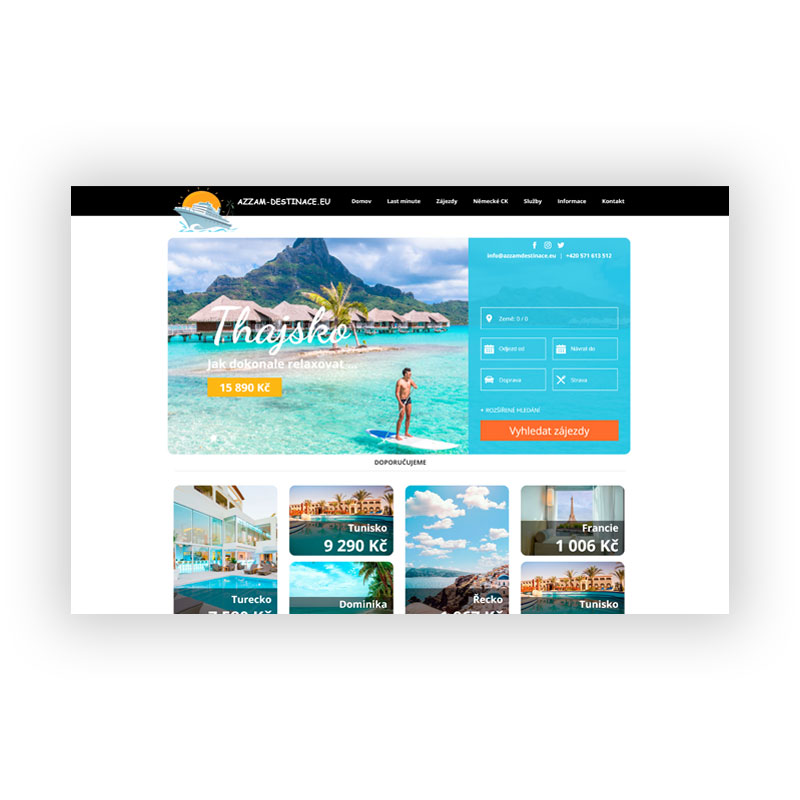 AZZAM-DESTINACE.EU
Domov Last minute Zájezdy Německé CK Služby Informace Kontakt
info@azzamdestinace.eu | +420 571 613 512
Thajsko
Jak dokonale relaxovat ...
15 890 Kč
Země: 0 / 0
Odjezd od Návrat do
Doprava Strava
+ ROZŠÍŘENÉ HLEDÁNÍ
Vyhledat zájezdy
DOPORUČUJEME
Tunisko
9 290 Kč
Francie
1 006 Kč
Turecko
Dominika
Řecko
Tunisko